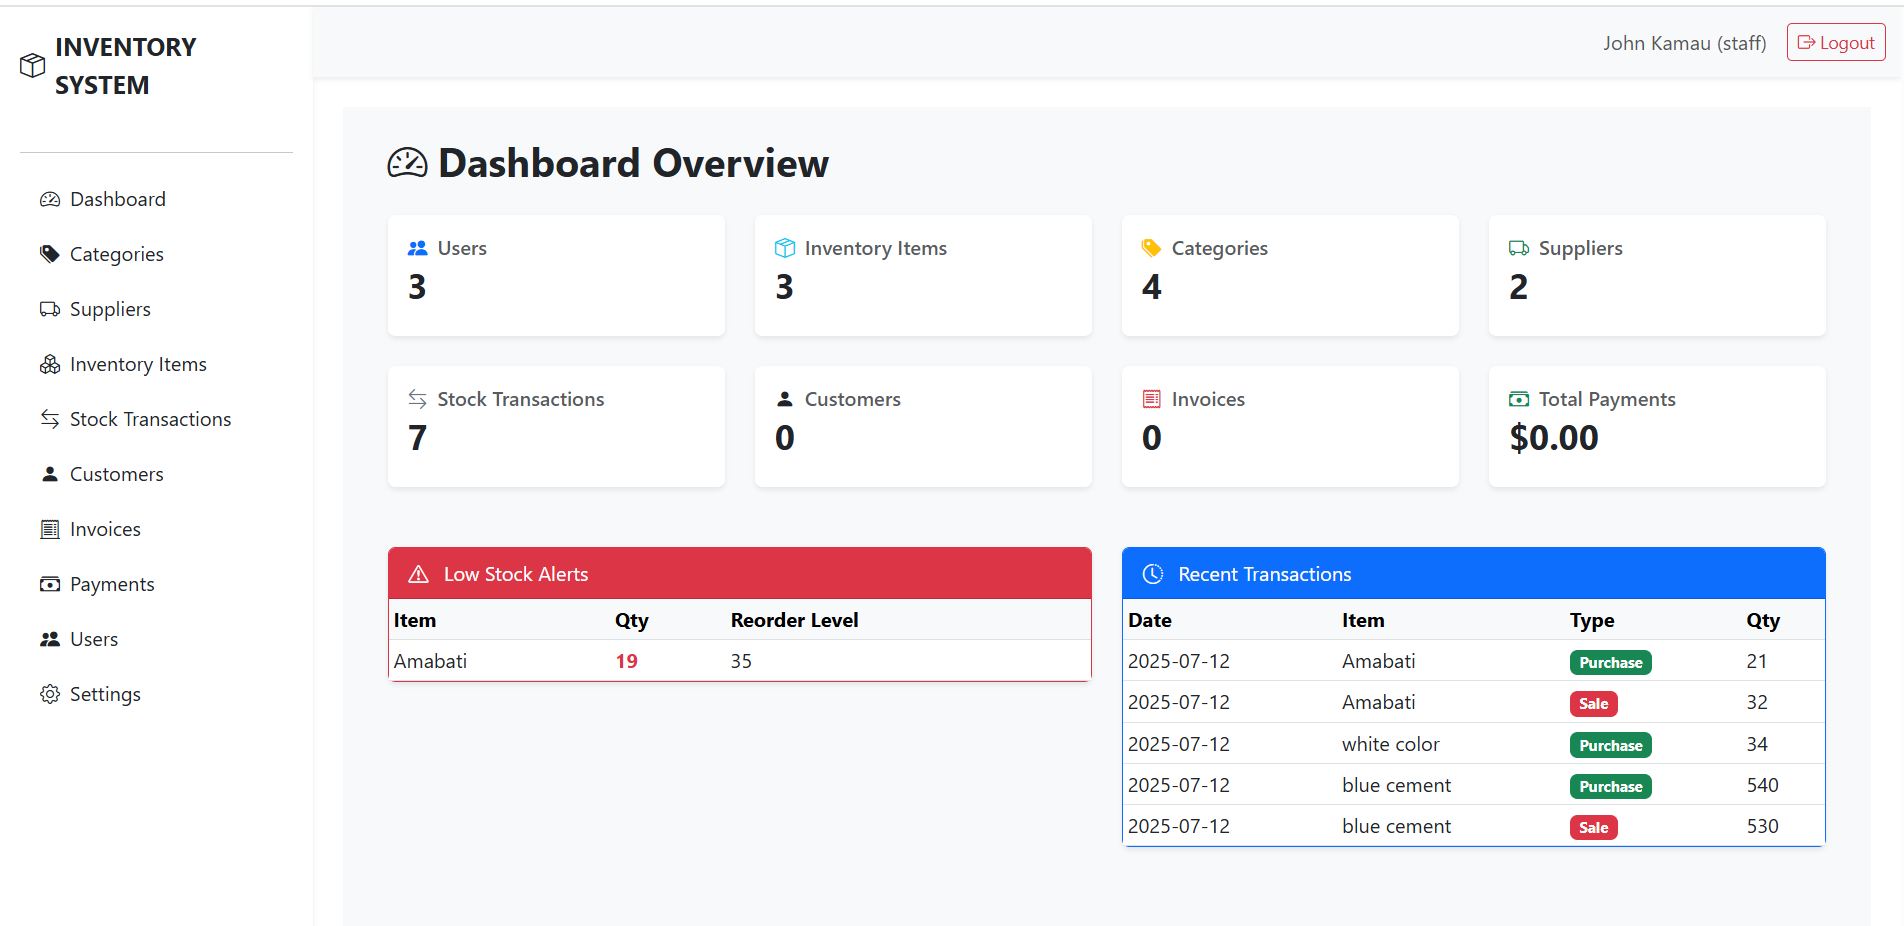 INVENTORY
SYSTEM
John Kamau (staff)
Logout
Dashboard
Categories
Suppliers
Inventory Items
Stock Transactions
Customers
Invoices
Payments
Users
Settings
Dashboard Overview
Users
3
Inventory Items
3
Categories
4
Suppliers
2
Stock Transactions
7
Customers
0
Invoices
0
Total Payments
$0.00
Low Stock Alerts
Item Qty Reorder Level
Amabati 19 35
Recent Transactions
Date Item Type Qty
2025-07-12 Amabati Purchase 21
2025-07-12 Amabati Sale 32
2025-07-12 white color Purchase 34
2025-07-12 blue cement Purchase 540
2025-07-12 blue cement Sale 530